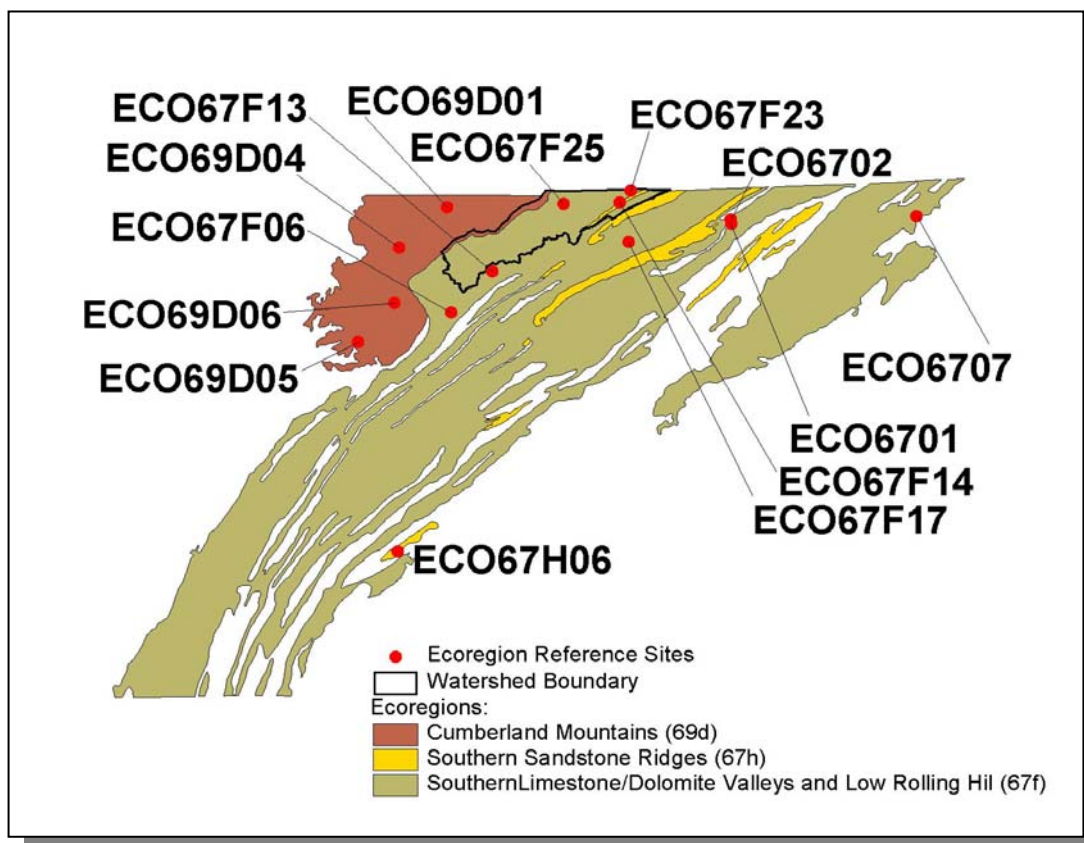 ECO69D01
ECO67F13
ECO67F23
ECO69D04
ECO67F25
ECO6702
ECO67F06
ECO69D06
ECO69D05
ECO6707
ECO6701
ECO67F14
ECO67F17
ECO67H06
Ecoregion Reference Sites
Watershed Boundary
Ecoregions:
Cumberland Mountains (69d)
Southern Sandstone Ridges (67h)
SouthernLimestone/Dolomite Valleys and Low Rolling Hil (67f)